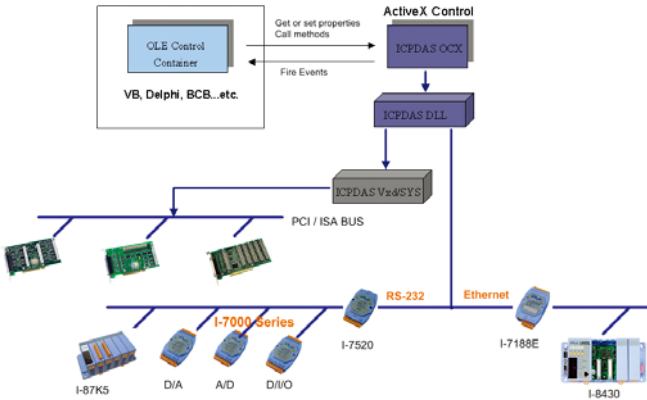 ActiveX Control
Get or set properties
Call methods
OLE Control
Container
ICPDAS OCX
Fire Events
VB, Delphi, BCB...etc.
ICPDAS DLL
ICPDAS Vxd/SYS
PCI / ISA BUS
RS-232
Ethernet
I-7000 Series
I-7520
I-7188E
I-87K5
D/A
A/D
D/I/O
I-8430